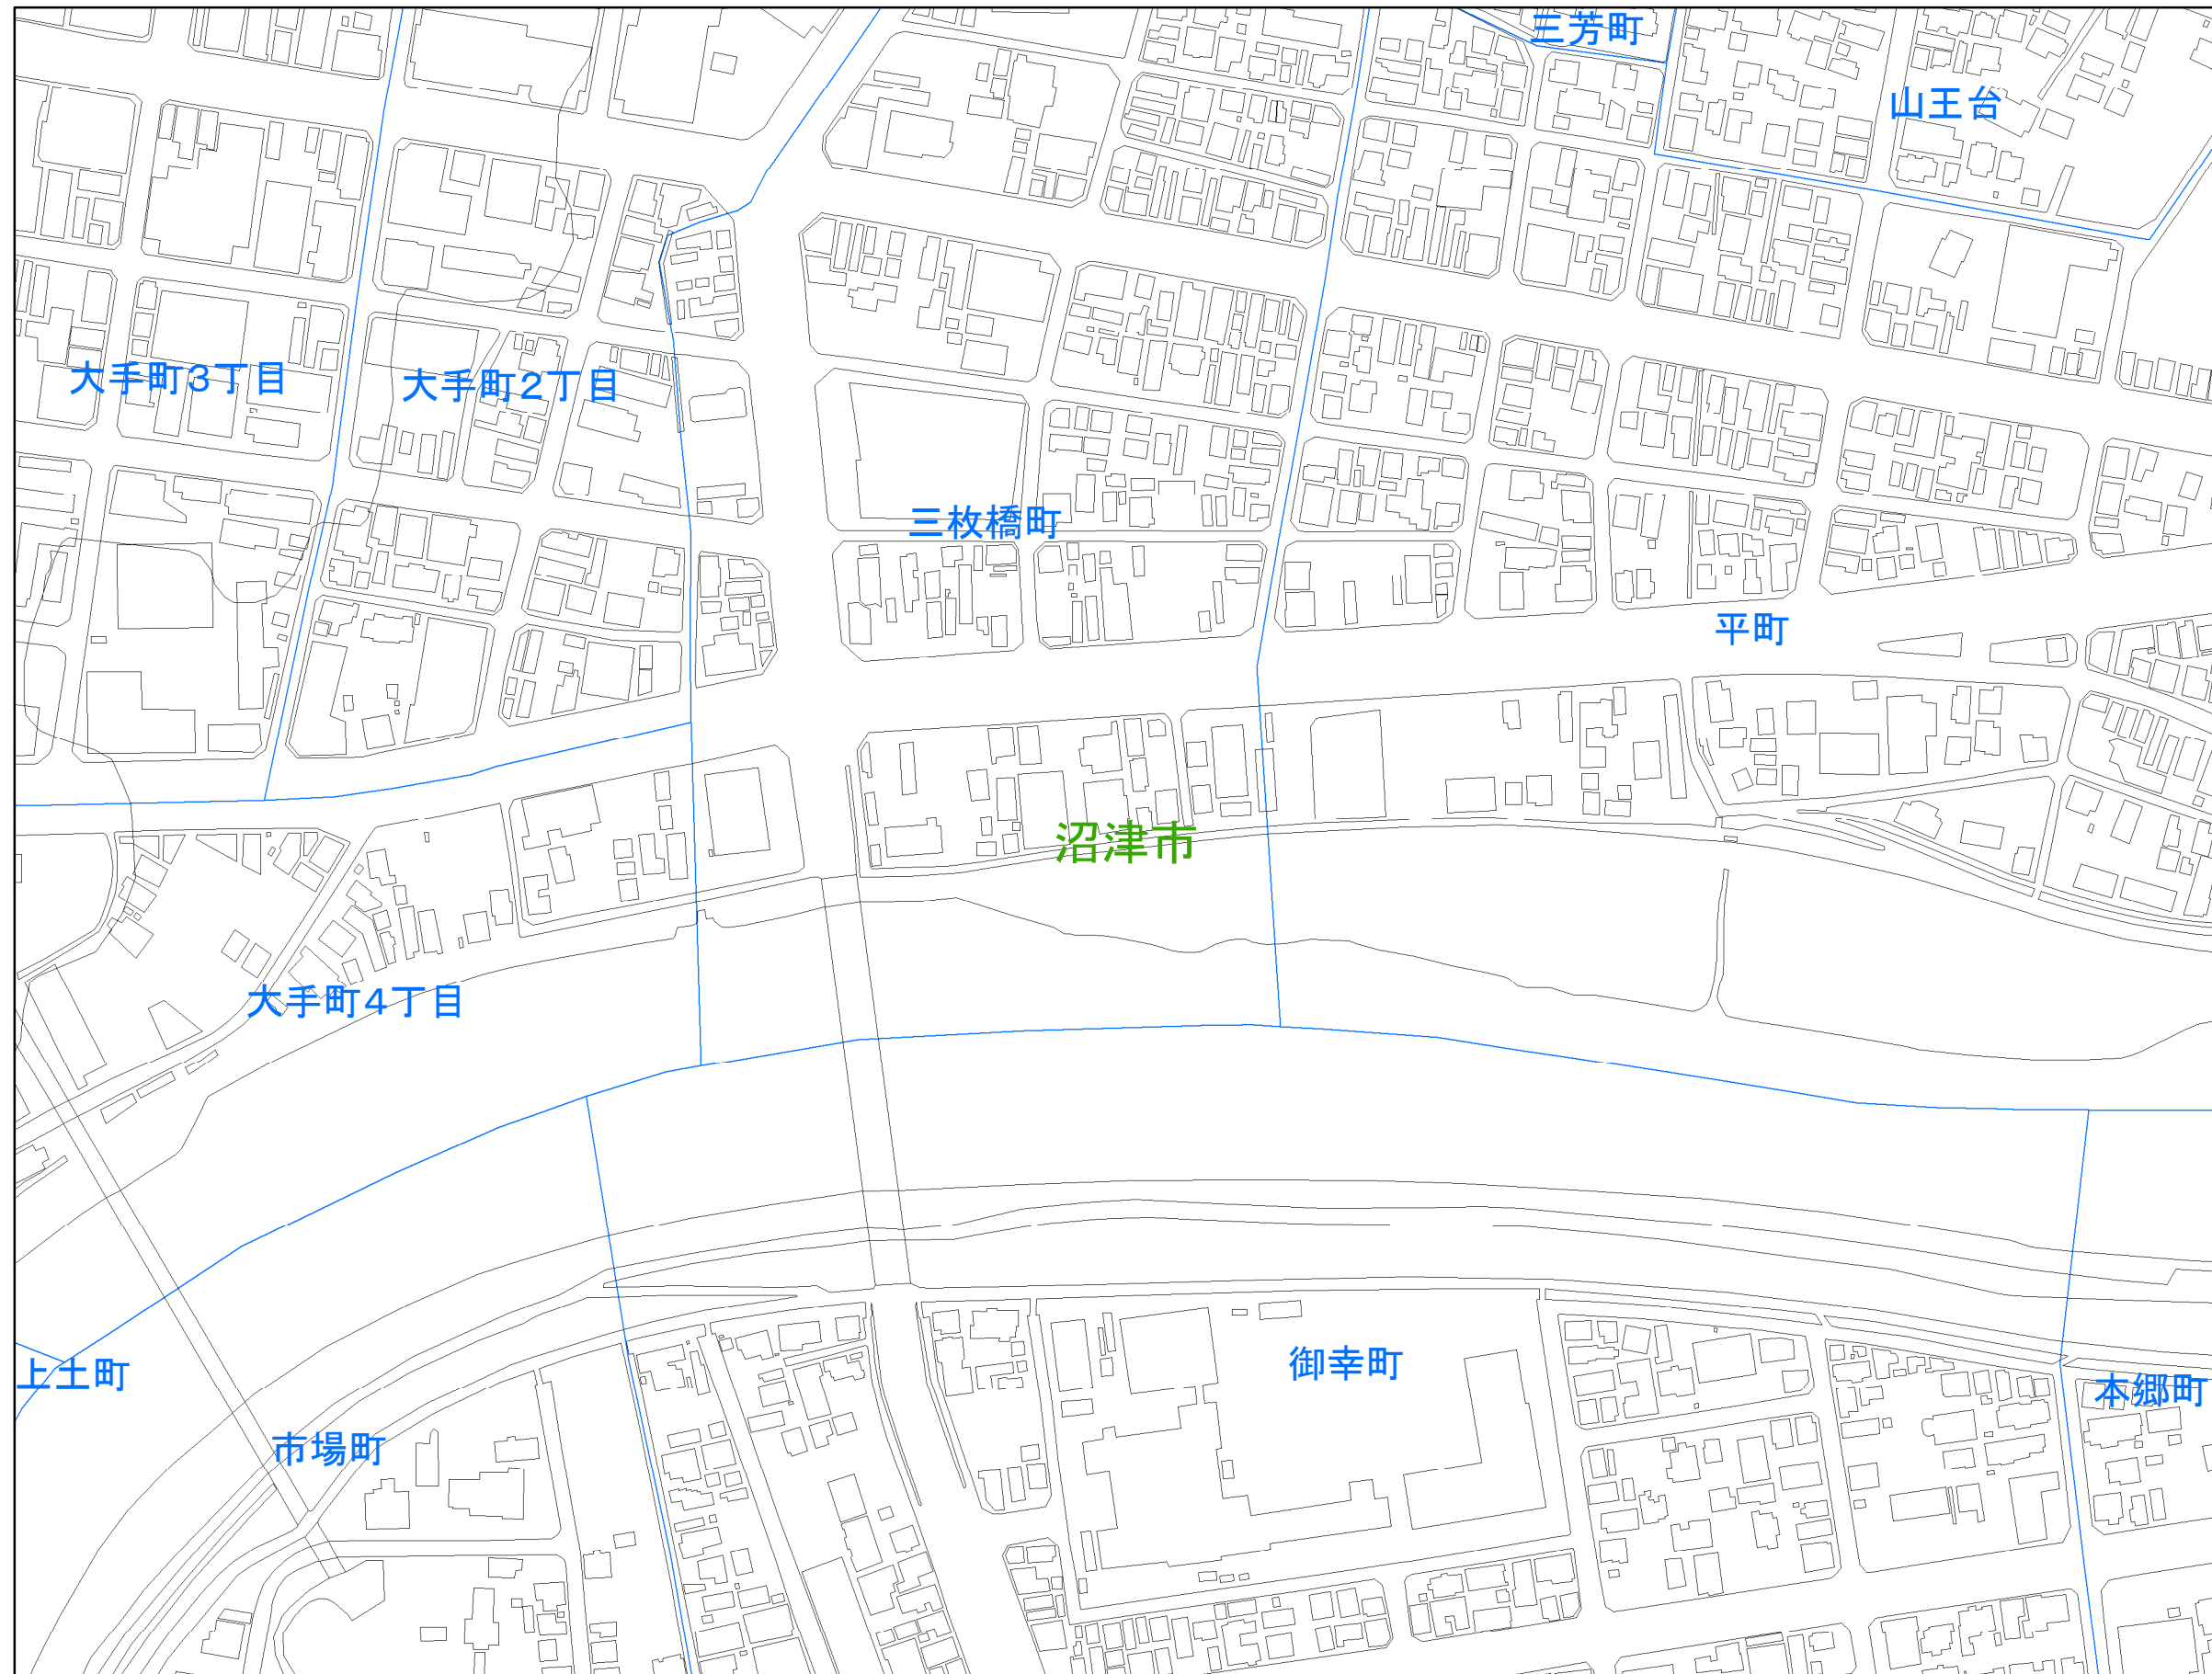 三芳町
山王台
大手町3丁目
大手町2丁目
三枚橋町
平町
沼津市
大手町4丁目
上土町
御幸町
本郷町
市場町